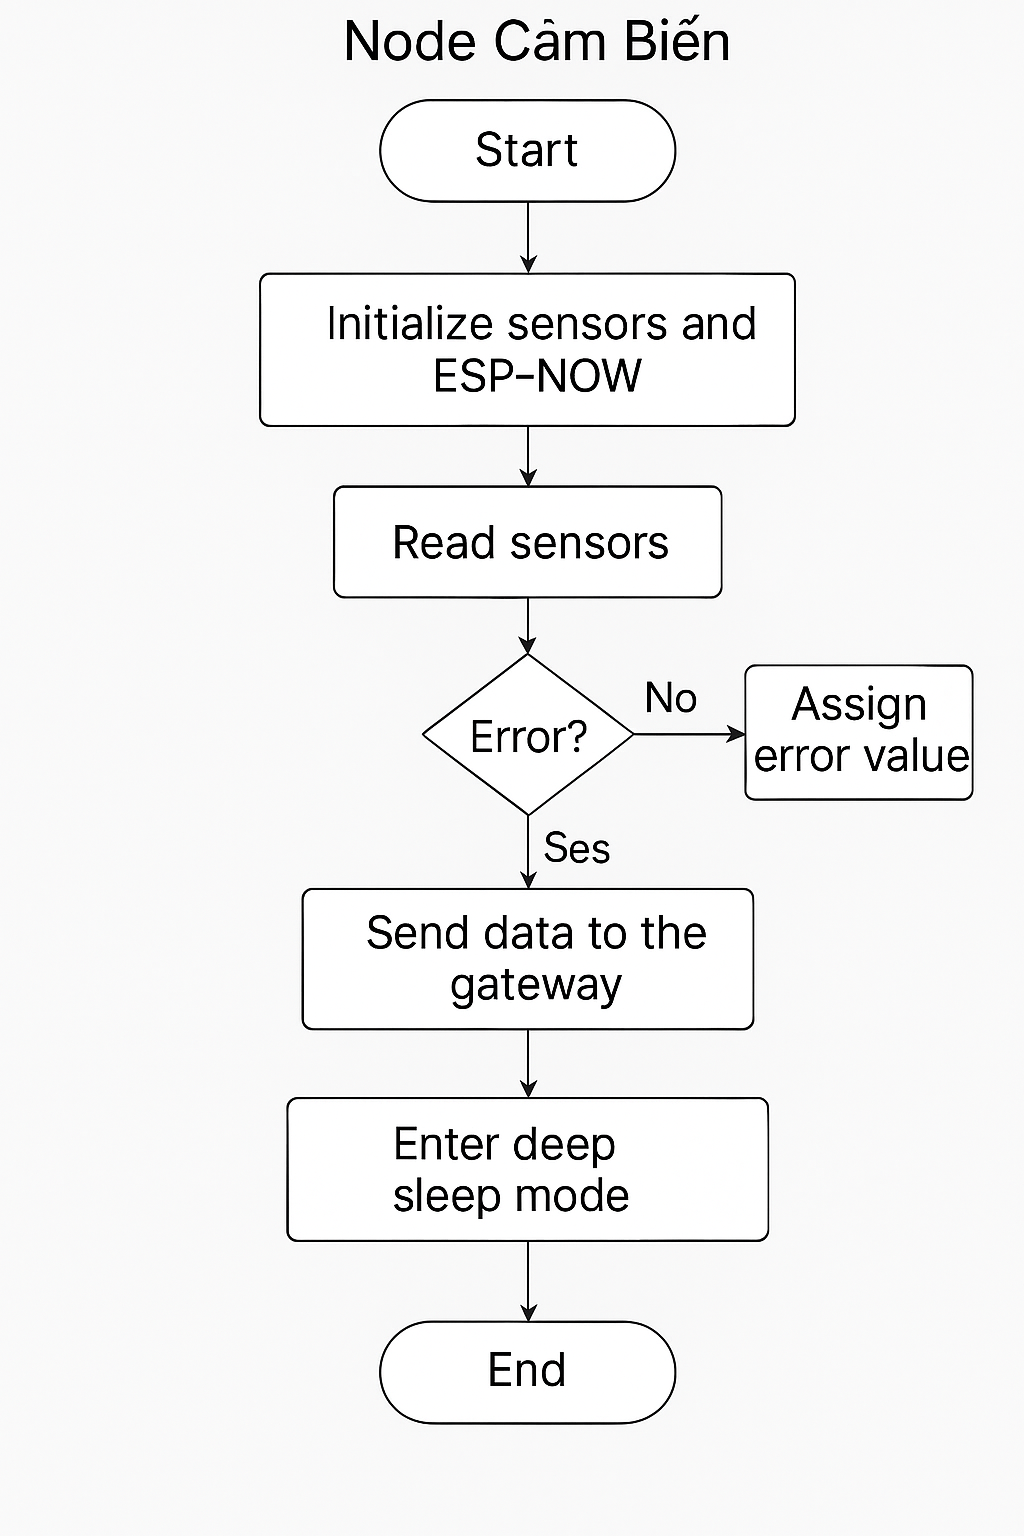 Node Cảm Biến
Start
Initialize sensors and
ESP-NOW
Read sensors
Error?
No
Assign
error value
Ses
Send data to the
gateway
Enter deep
sleep mode
End